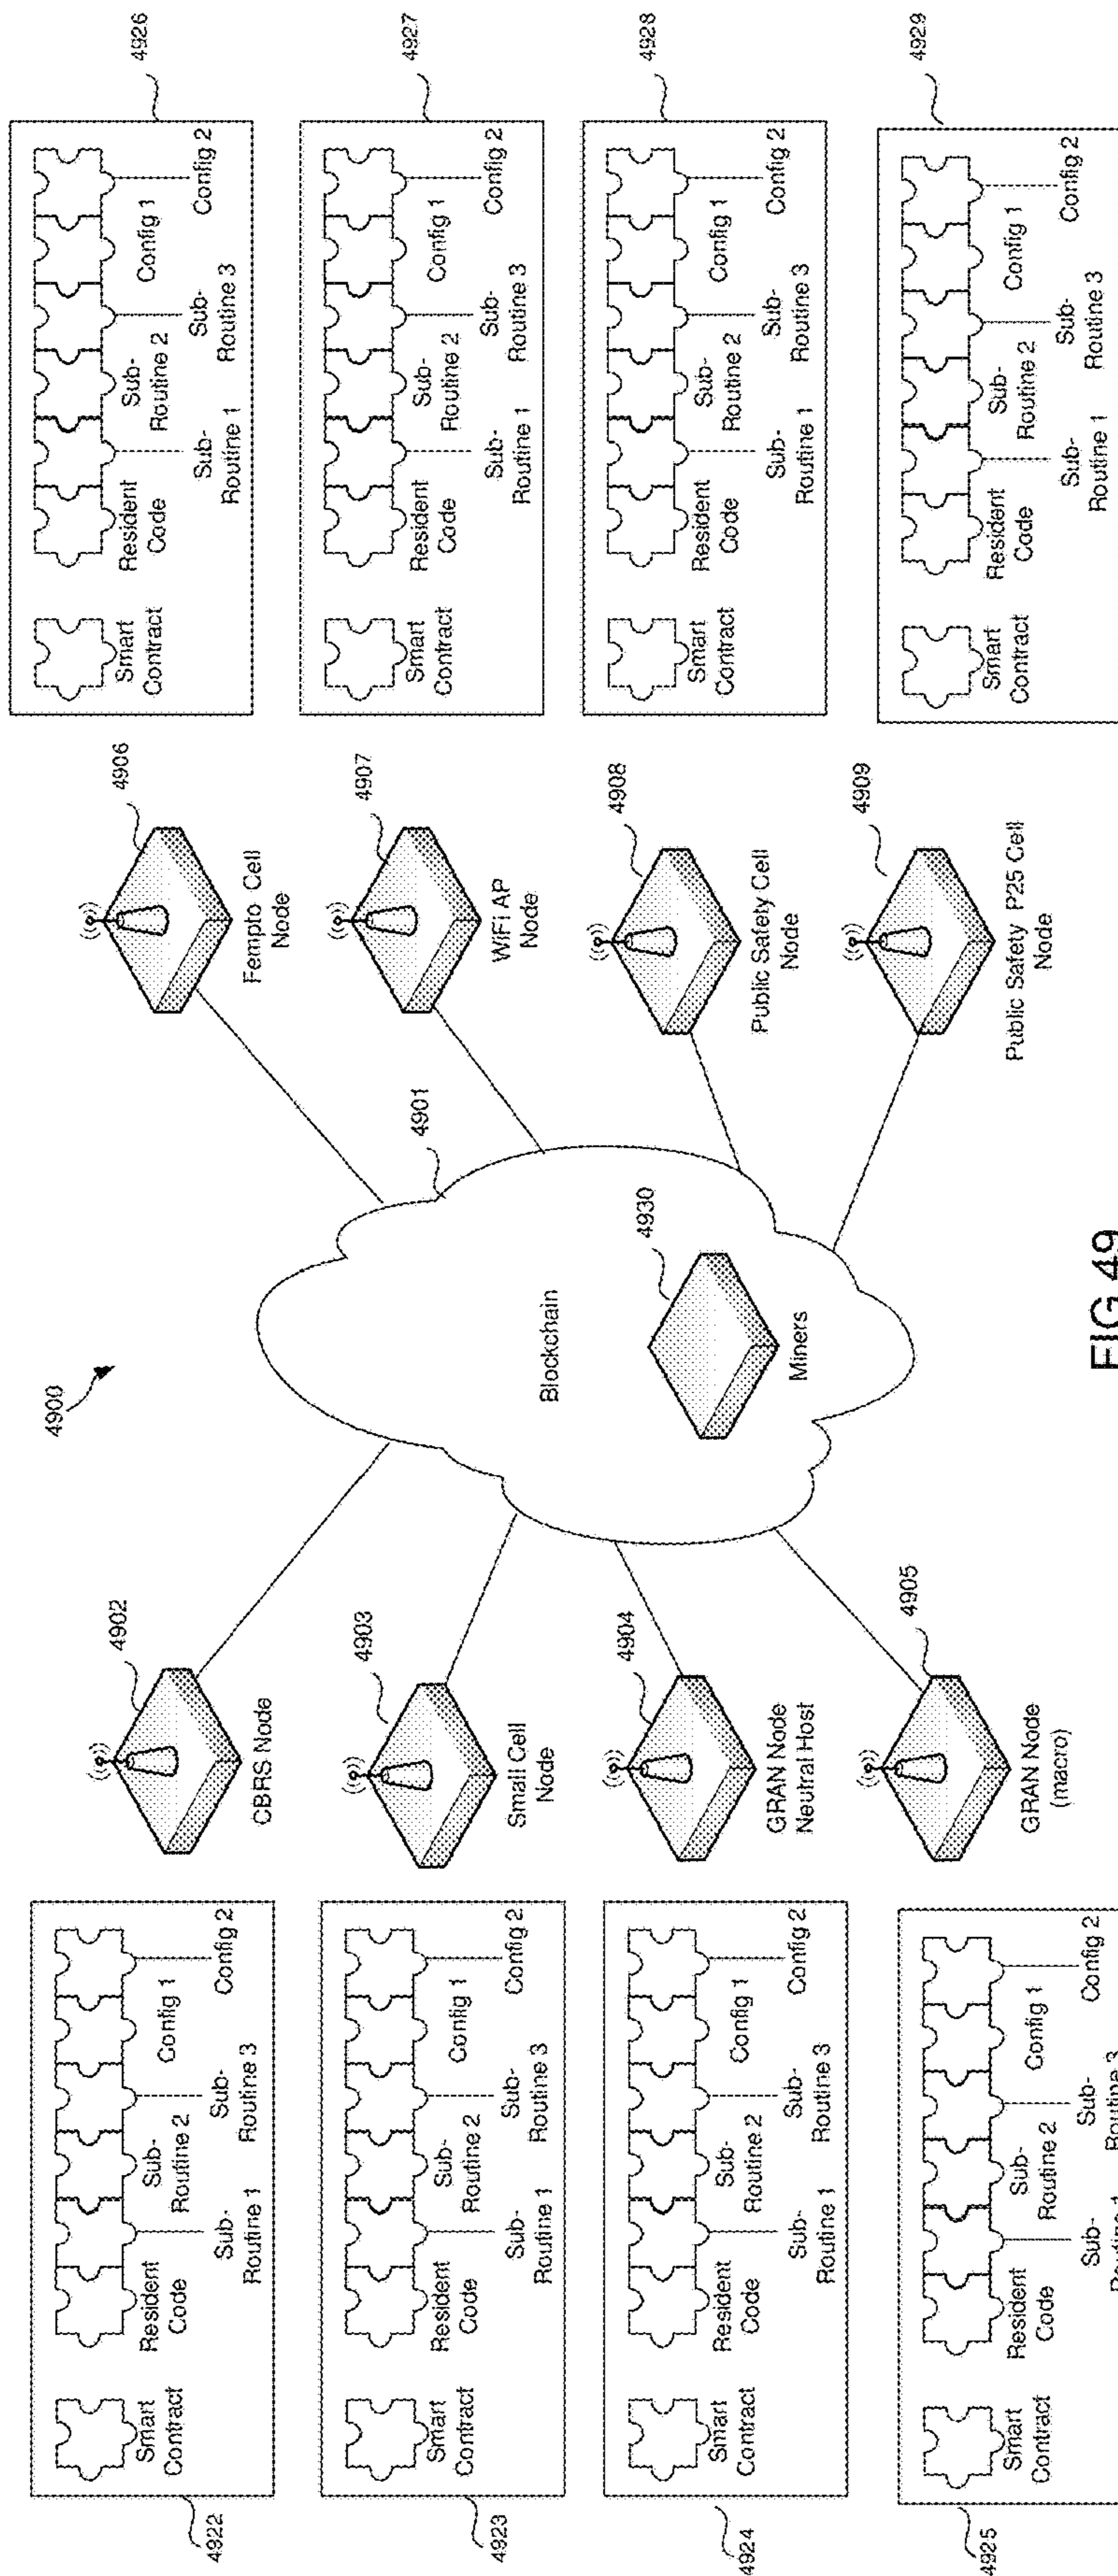 4900
4922
Smart
Contract
Resident
Code
Sub-
Routine 1
Sub-
Routine 2
Sub-
Routine 3
Config 1
Config 2
4923
Smart
Contract
Resident
Code
Sub-
Routine 1
Sub-
Routine 2
Sub-
Routine 3
Config 1
Config 2
4924
Smart
Contract
Resident
Code
Sub-
Routine 1
Sub-
Routine 2
Sub-
Routine 3
Config 1
Config 2
4925
Smart
Contract
Resident
Code
Sub-
Routine 1
Sub-
Routine 2
Sub-
Routine 3
Config 1
Config 2
4902
CBRS Node
4903
Small Cell
Node
4904
GRAN Node
Neutral Host
4905
GRAN Node
(macro)
4901
Blockchain
4930
Miners
4906
Fempto Cell
Node
4907
WiFi AP
Node
4908
Public Safety Cell
Node
4909
Public Safety P25 Cell
Node
4926
Smart
Contract
Resident
Code
Sub-
Routine 1
Sub-
Routine 2
Sub-
Routine 3
Config 1
Config 2
4927
Smart
Contract
Resident
Code
Sub-
Routine 1
Sub-
Routine 2
Sub-
Routine 3
Config 1
Config 2
4928
Smart
Contract
Resident
Code
Sub-
Routine 1
Sub-
Routine 2
Sub-
Routine 3
Config 1
Config 2
4929
Smart
Contract
Resident
Code
Sub-
Routine 1
Sub-
Routine 2
Sub-
Routine 3
Config 1
Config 2
FIG 49